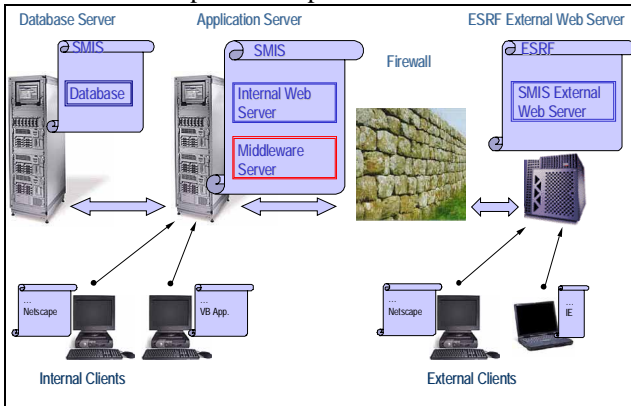 Database Server
Application Server
ESRF External Web Server
SMIS
Database
SMIS
Internal Web
Server
Middleware
Server
Firewall
ESRF
SMIS External
Web Server
...
Netscape
...
VB App.
...
Netscape
...
IE
Internal Clients
External Clients